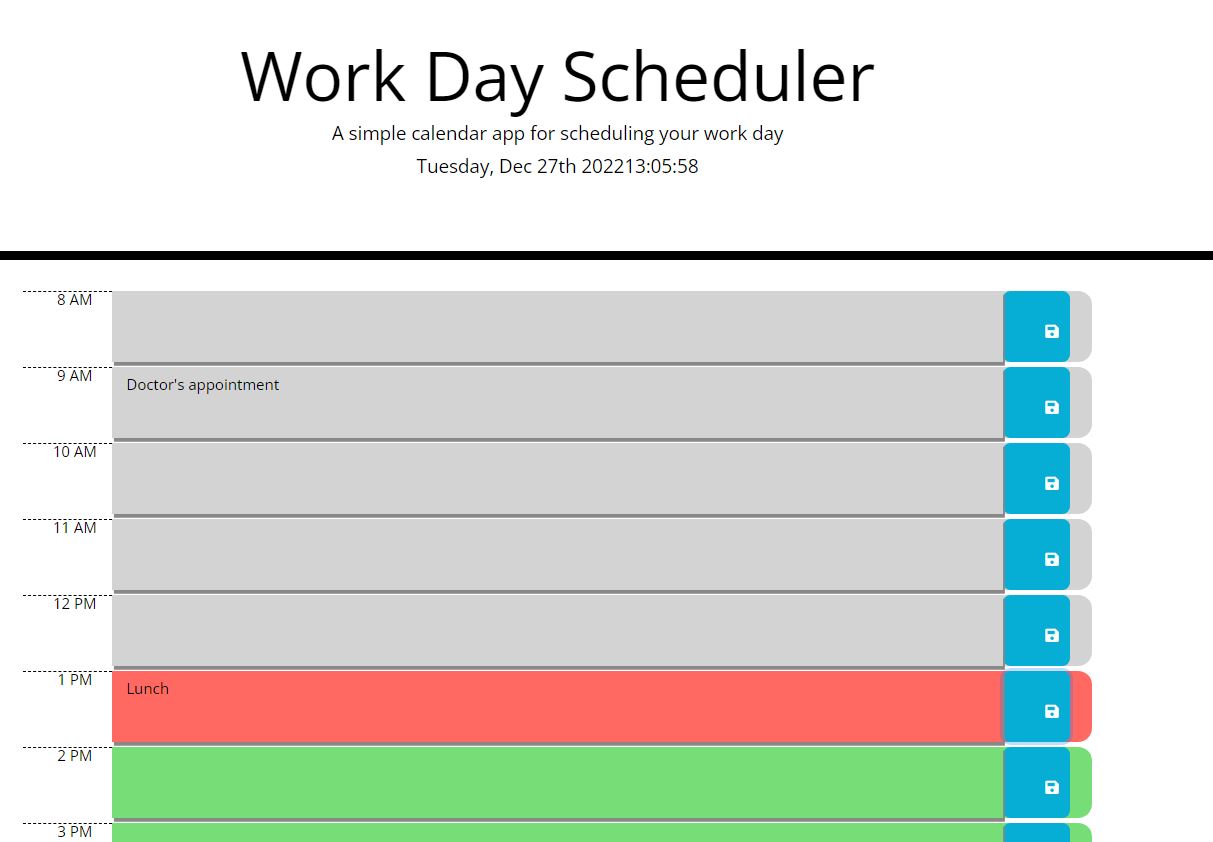 Work Day Scheduler
A simple calendar app for scheduling your work day
Tuesday, Dec 27th 202213:05:58
8 AM
9 AM
Doctor's appointment
10 AM
11 AM
12 PM
1 PM
Lunch
2 PM
3 PM